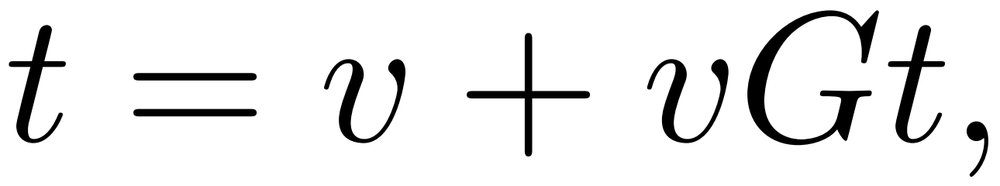 t = v + vGt,